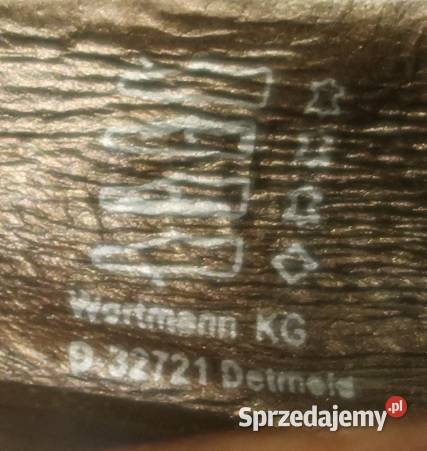 Wortmann KG
D-32721 Detmold
Sprzedajemy.pl